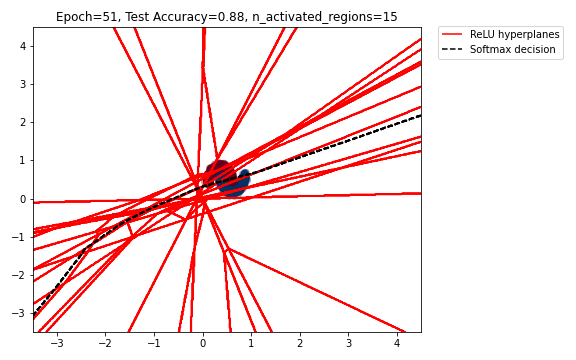 Epoch=51, Test Accuracy=0.88, n_activated_regions=15
ReLU hyperplanes
Softmax decision
4
3
2
1
0
−1
−2
−3
−3 −2 −1 0 1 2 3 4